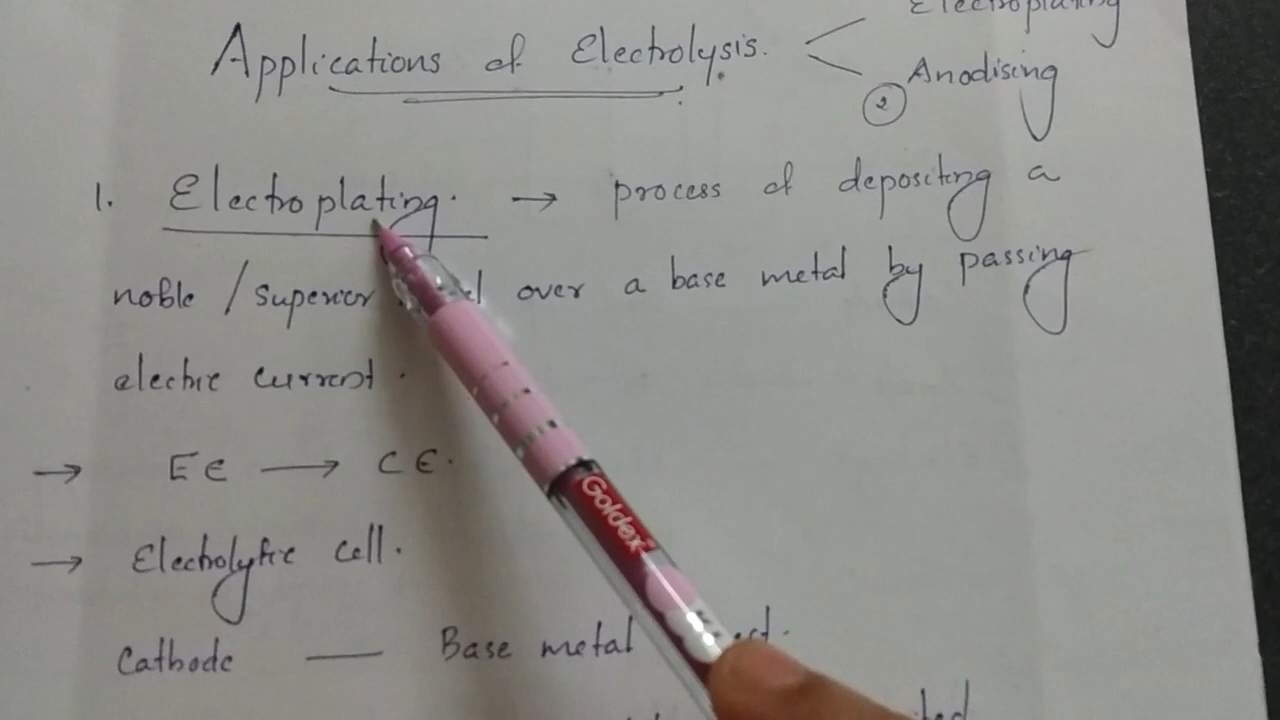 Electroplating
Applications of Electrolysis.
Anodising
2
1. Electroplating. → process of depositing a
noble / superior over a base metal by passing
electric current.
→ EE → CE.
→ Electrolytic cell.
Cathode — Base metal
Goldex